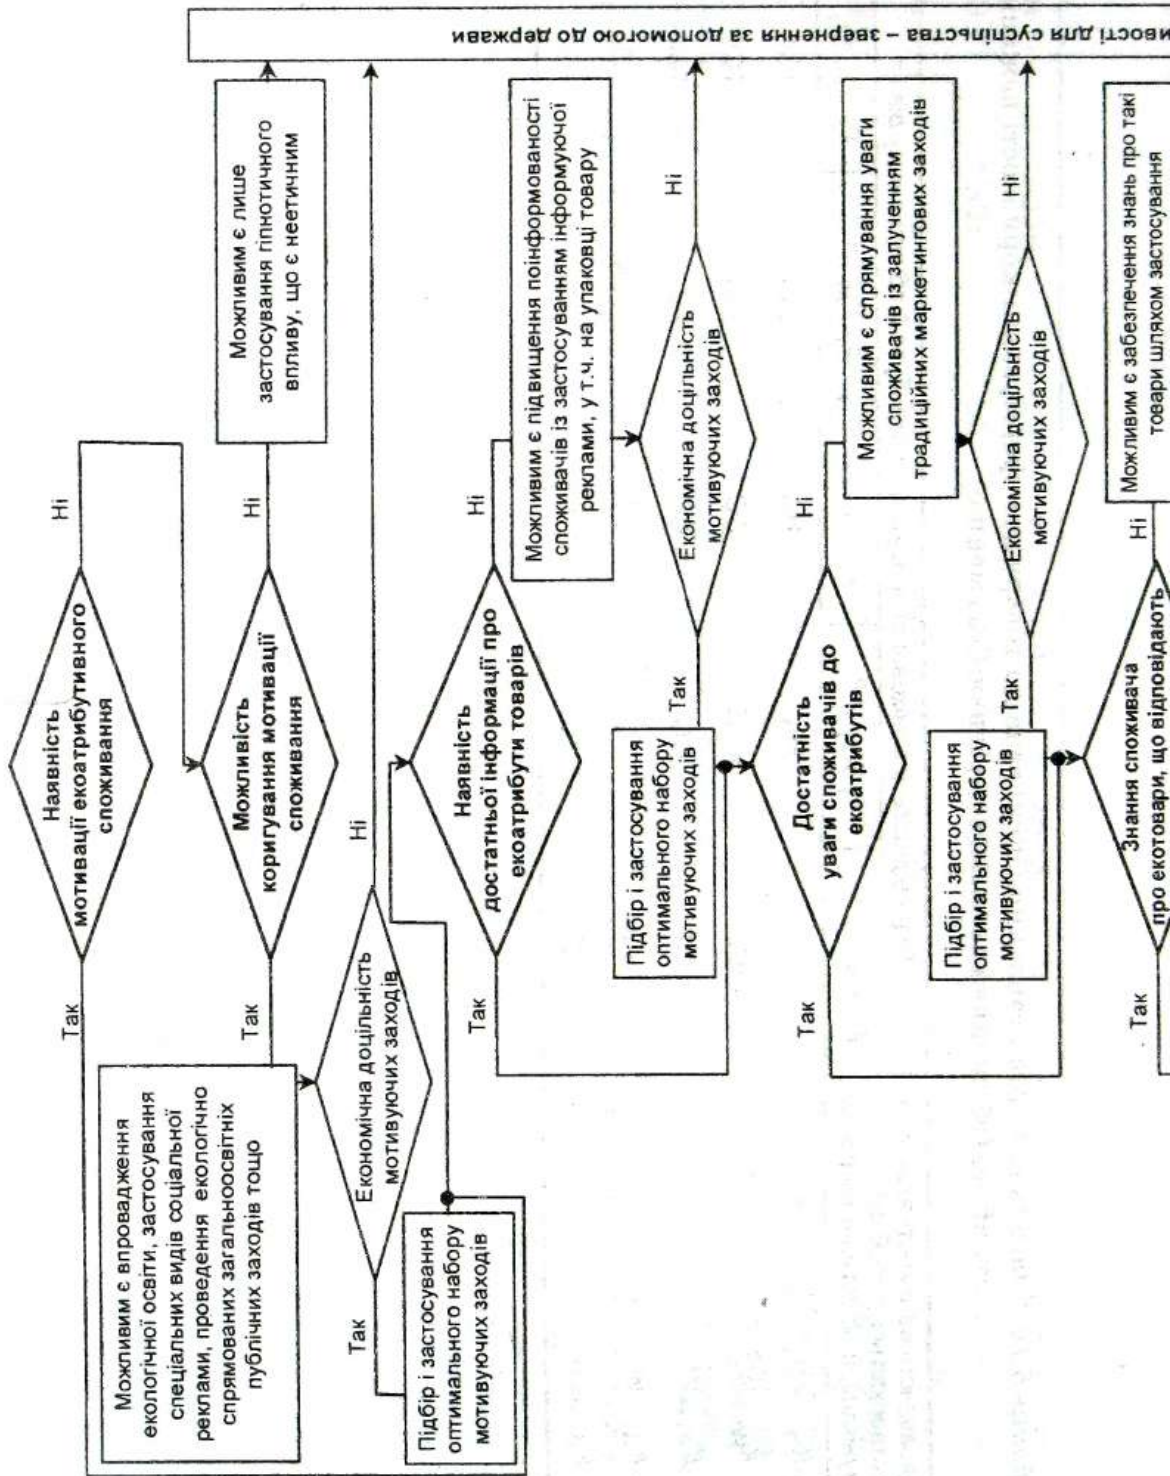 Наявність
мотивації екоатрибутивного
споживання
Так
Ні
Можливість
коригування мотивації
споживання
Так
Ні
Можливим є лише
застосування гіпнотичного
впливу, що є неетичним
Можливим є впровадження
екологічної освіти, застосування
спеціальних видів соціальної
реклами, проведення екологічно
спрямованих загальноосвітніх
публічних заходів тощо
Економічна доцільність
мотивуючих заходів
Так
Ні
Підбір і застосування
оптимального набору
мотивуючих заходів
Наявність
достатньої інформації про
екоатрибути товарів
Так
Ні
Можливим є підвищення поінформованості
споживачів із застосуванням інформуючої
реклами, у т.ч. на упаковці товару
Економічна доцільність
мотивуючих заходів
Так
Ні
Підбір і застосування
оптимального набору
мотивуючих заходів
Достатність
уваги споживачів до
екоатрибутів
Так
Ні
Можливим є спрямування уваги
споживачів із залученням
традиційних маркетингових заходів
Економічна доцільність
мотивуючих заходів
Так
Ні
Підбір і застосування
оптимального набору
мотивуючих заходів
Знання споживача
про екотовари, що відповідають
Так
Ні
Можливим є забезпечення знань про такі
товари шляхом застосування
ивості для суспільства – звернення за допомогою до держави